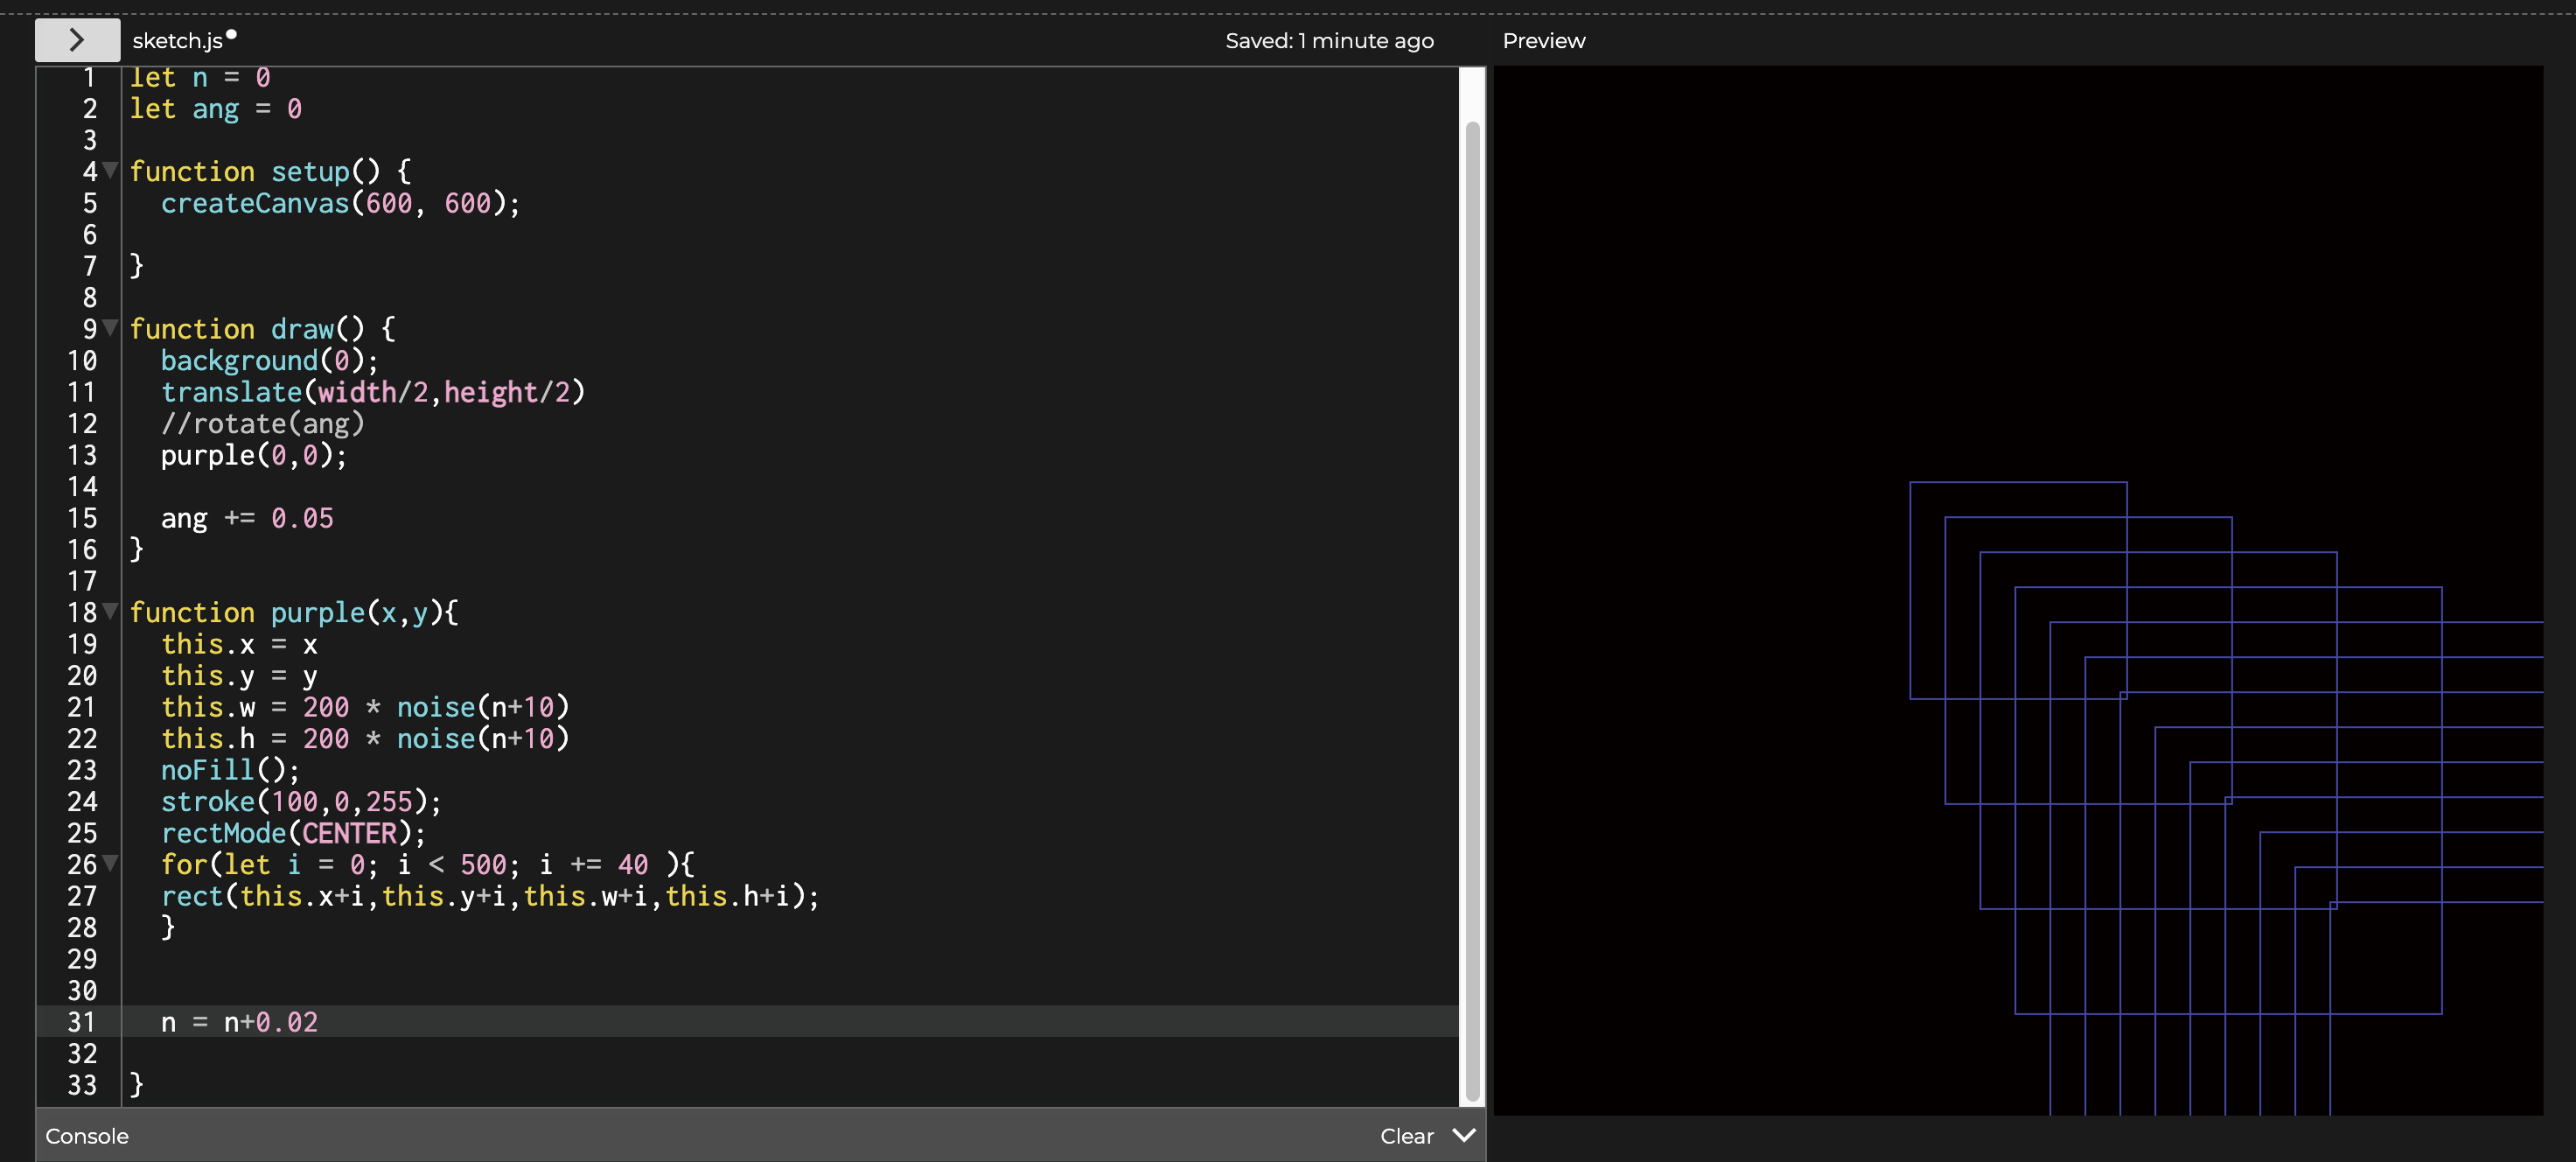 sketch.js
Saved: 1 minute ago
Preview
1 let n = 0
2 let ang = 0
3
4 function setup() {
5   createCanvas(600, 600);
6
7 }
8
9 function draw() {
10   background(0);
11   translate(width/2,height/2)
12   //rotate(ang)
13   purple(0,0);
14
15   ang += 0.05
16 }
17
18 function purple(x,y){
19   this.x = x
20   this.y = y
21   this.w = 200 * noise(n+10)
22   this.h = 200 * noise(n+10)
23   noFill();
24   stroke(100,0,255);
25   rectMode(CENTER);
26   for(let i = 0; i < 500; i += 40 ){
27   rect(this.x+i,this.y+i,this.w+i,this.h+i);
28   }
29
30
31   n = n+0.02
32
33 }
Console
Clear